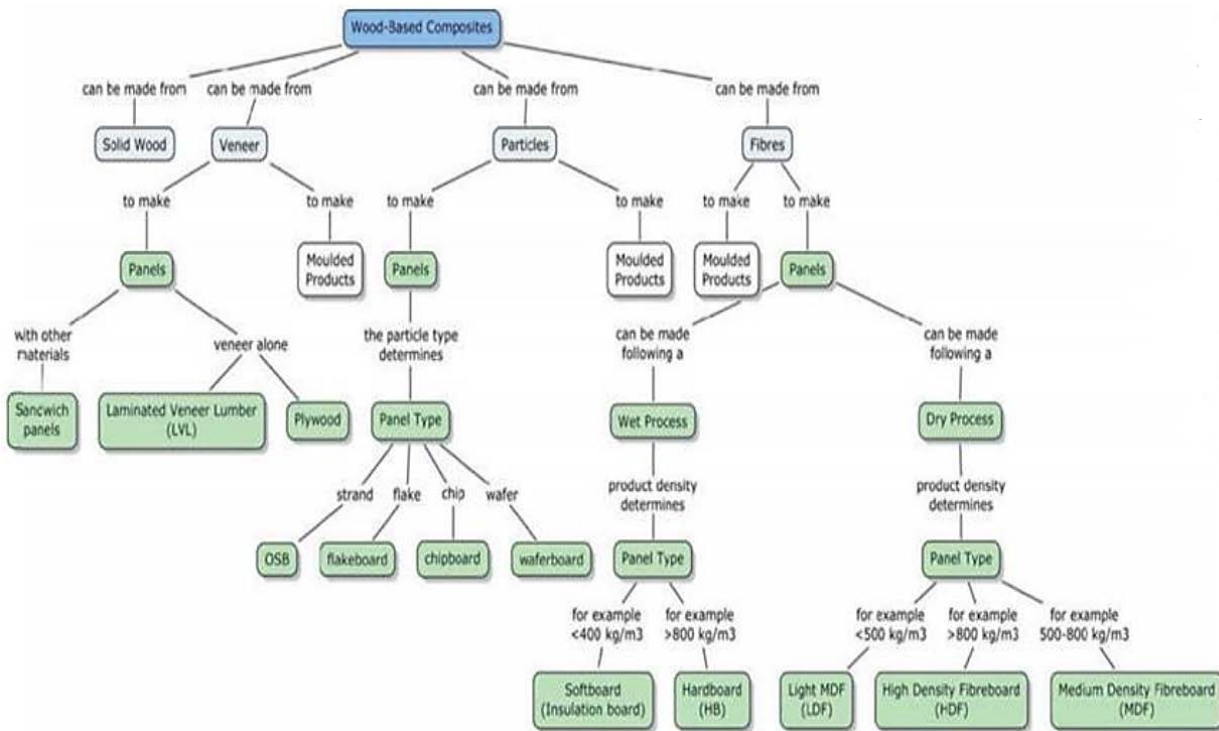 Wood-Based Composites
can be made from
can be made from
can be made from
can be made from
Solid Wood
Veneer
Particles
Fibres
to make
to make
to make
to make
to make
to make
Panels
Moulded
Products
Panels
Moulded
Products
Moulded
Products
Panels
with other
materials
veneer alone
the particle type
determines
can be made
following a
can be made
following a
Sancwich
panels
Laminated Veneer Lumber
(LVL)
Plywood
Panel Type
Wet Process
Dry Process
strand
flake
chip
wafer
product density
determines
product density
determines
OSB
flakeboard
chipboard
waferboard
Panel Type
Panel Type
for example
<400 kg/m3
for example
>800 kg/m3
for example
<500 kg/m3
for example
>800 kg/m3
for example
500-800 kg/m3
Softboard
(Insulation board)
Hardboard
(HB)
Light MDF
(LDF)
High Density Fibreboard
(HDF)
Medium Density Fibreboard
(MDF)